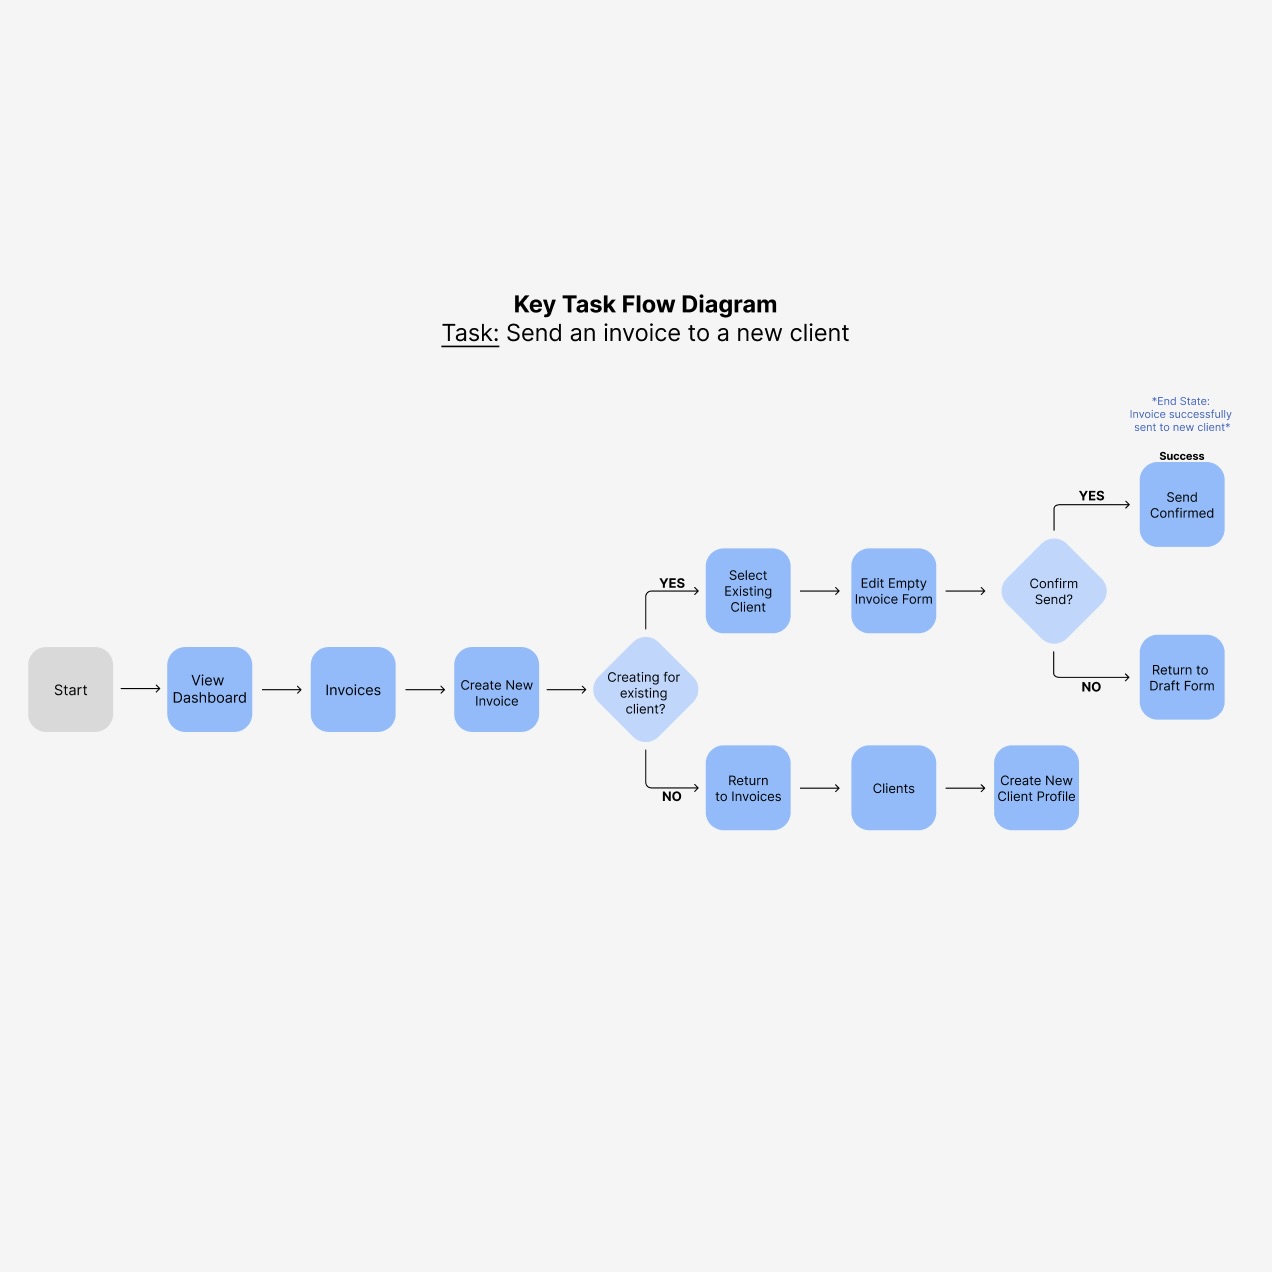 Key Task Flow Diagram
Task: Send an invoice to a new client
*End State:
Invoice successfully
sent to new client*
Success
Send
Confirmed
YES
Confirm
Send?
NO
Return to
Draft Form
YES
Select
Existing
Client
Edit Empty
Invoice Form
Start
View
Dashboard
Invoices
Create New
Invoice
Creating for
existing
client?
NO
Return
to Invoices
Clients
Create New
Client Profile